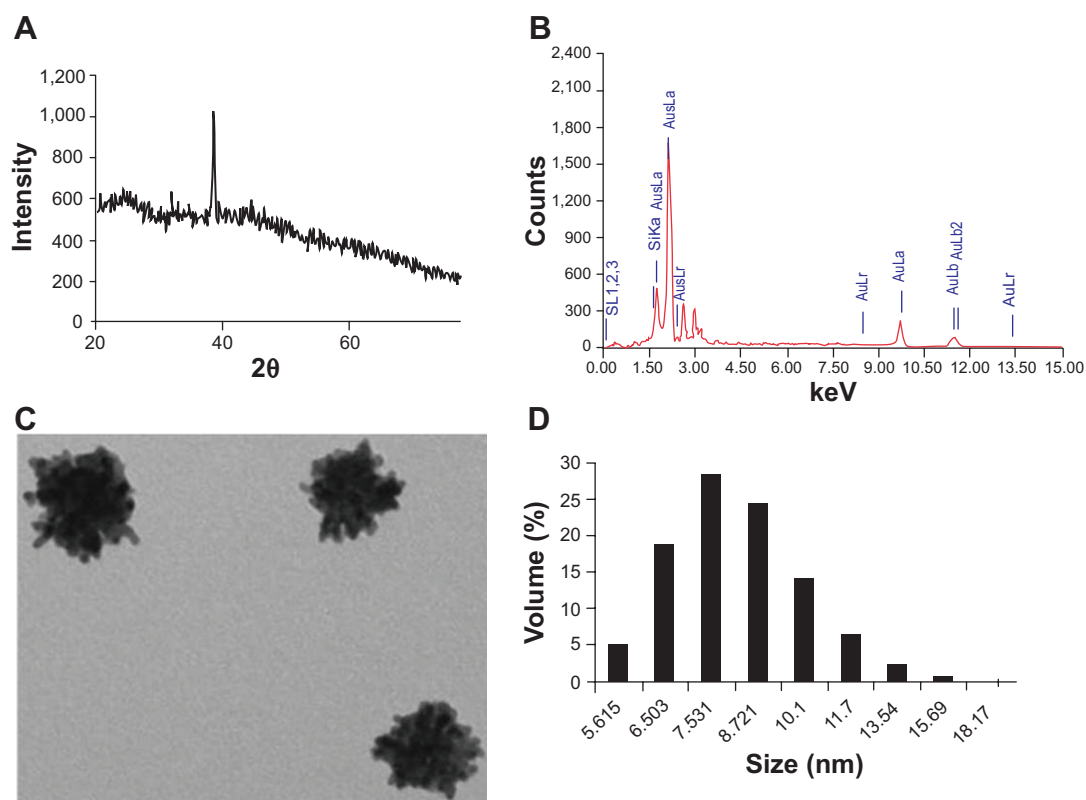 A
Intensity
1,200
1,000
800
600
400
200
0
20
40
60
2θ
B
Counts
2,400
2,100
1,800
1,500
1,200
900
600
300
0
SL1,2,3
SiKa
AusLa
AusLa
AusLr
AuLr
AuLa
AuLb
AuLb2
AuLr
0.00
1.50
3.00
4.50
6.00
7.50
9.00
10.50
12.00
13.50
15.00
keV
C
D
Volume (%)
30
25
20
15
10
5
0
5.615
6.503
7.531
8.721
10.1
11.7
13.54
15.69
18.17
Size (nm)